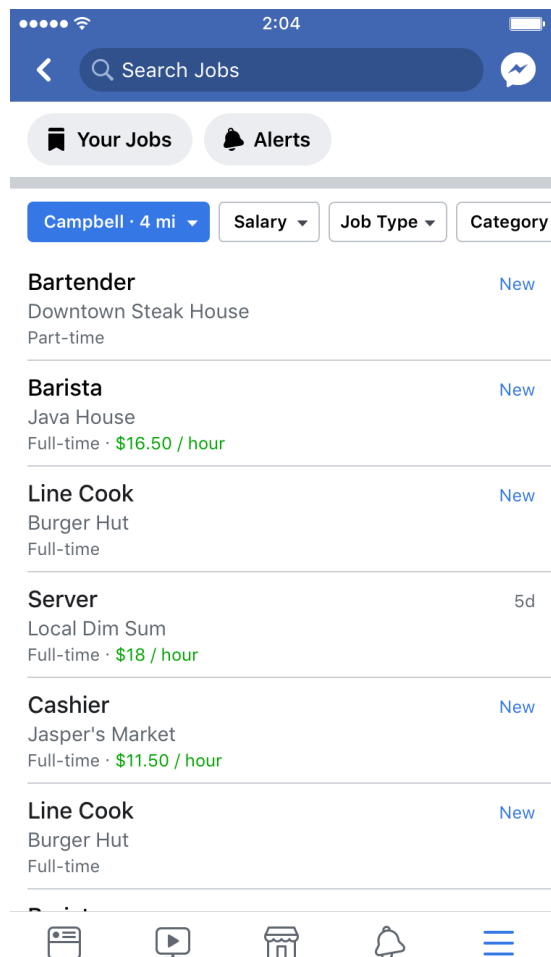 2:04
Search Jobs
Your Jobs Alerts
Campbell · 4 mi Salary Job Type Category
Bartender New
Downtown Steak House
Part-time
Barista New
Java House
Full-time · $16.50 / hour
Line Cook New
Burger Hut
Full-time
Server 5d
Local Dim Sum
Full-time · $18 / hour
Cashier New
Jasper's Market
Full-time · $11.50 / hour
Line Cook New
Burger Hut
Full-time